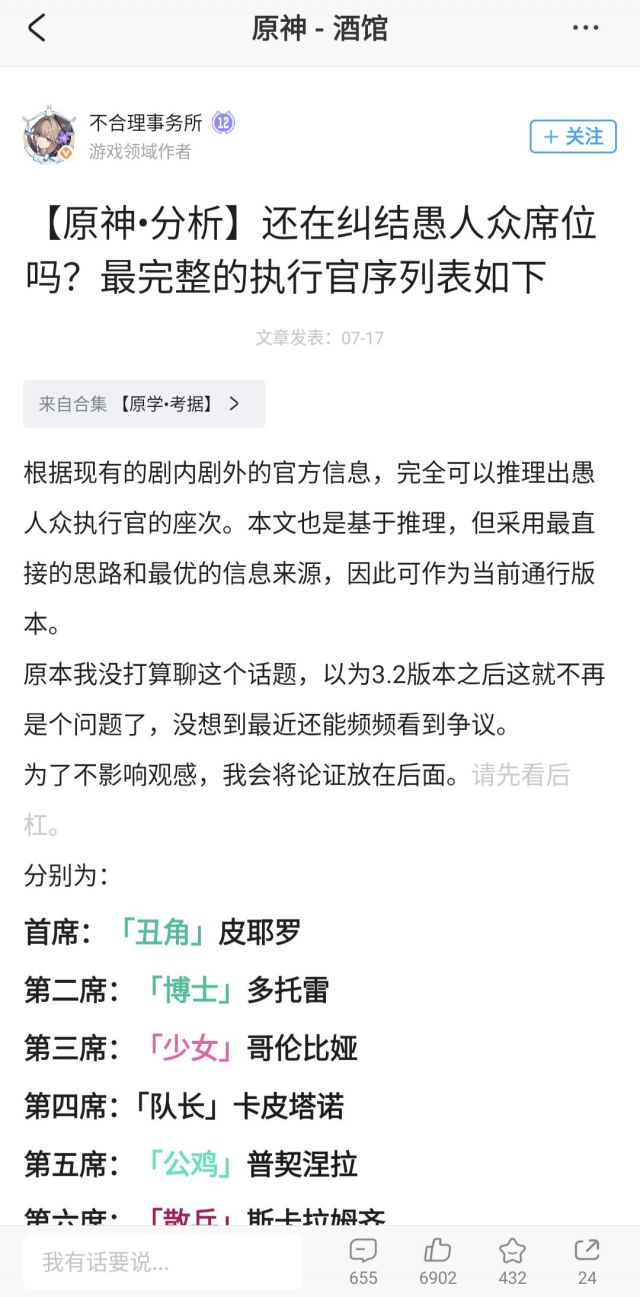 原神 - 酒馆
不合理事务所 12
游戏领域作者
+ 关注
【原神•分析】还在纠结愚人众席位
吗？最完整的执行官序列表如下
文章发表：07-17
来自合集 【原学•考据】 >
根据现有的剧内剧外的官方信息，完全可以推理出愚
人众执行官的座次。本文也是基于推理，但采用最直
接的思路和最优的信息来源，因此可作为当前通行版
本。
原本我没打算聊这个话题，以为3.2版本之后这就不再
是个问题了，没想到最近还能频频看到争议。
为了不影响观感，我会将论证放在后面。请先看后
杠。
分别为：
首席：「丑角」皮耶罗
第二席：「博士」多托雷
第三席：「少女」哥伦比娅
第四席：「队长」卡皮塔诺
第五席：「公鸡」普契涅拉
第六席：「散兵」斯卡拉姆齐
我有话要说...
655
6902
432
24